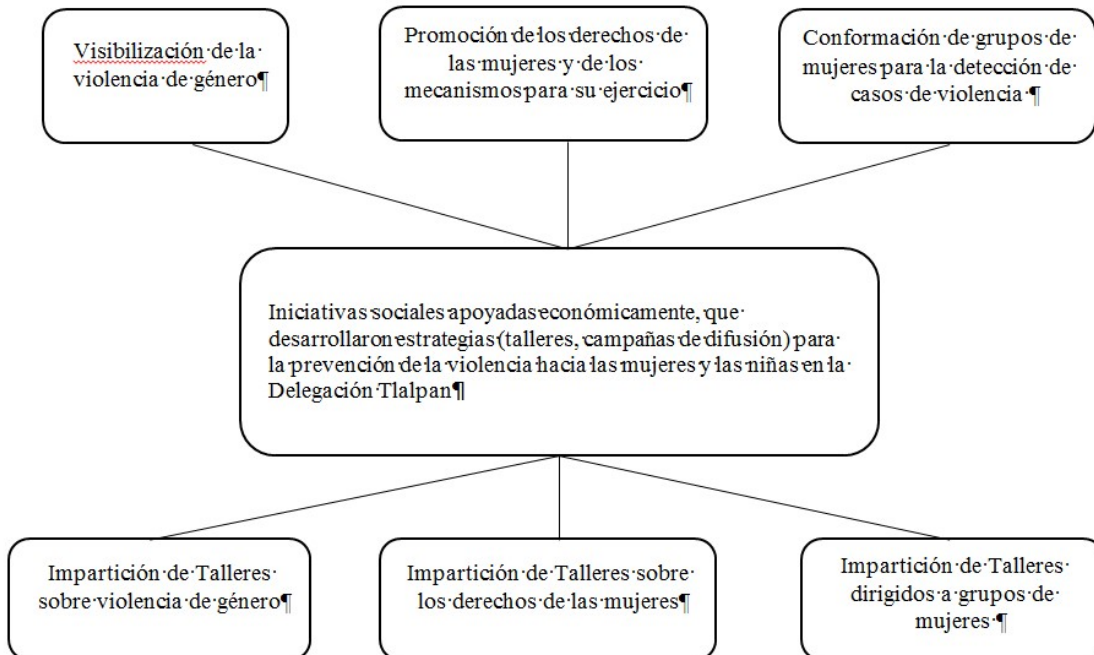 Visibilización de la
violencia de género¶
Promoción de los derechos de
las mujeres y de los
mecanismos para su ejercicio¶
Conformación de grupos de
mujeres para la detección de
casos de violencia ¶
Iniciativas sociales apoyadas económicamente, que
desarrollaron estrategias (talleres, campañas de difusión) para
la prevención de la violencia hacia las mujeres y las niñas en la
Delegación Tlalpan¶
Impartición de Talleres
sobre violencia de género¶
Impartición de Talleres sobre
los derechos de las mujeres¶
Impartición de Talleres
dirigidos a grupos de
mujeres ¶